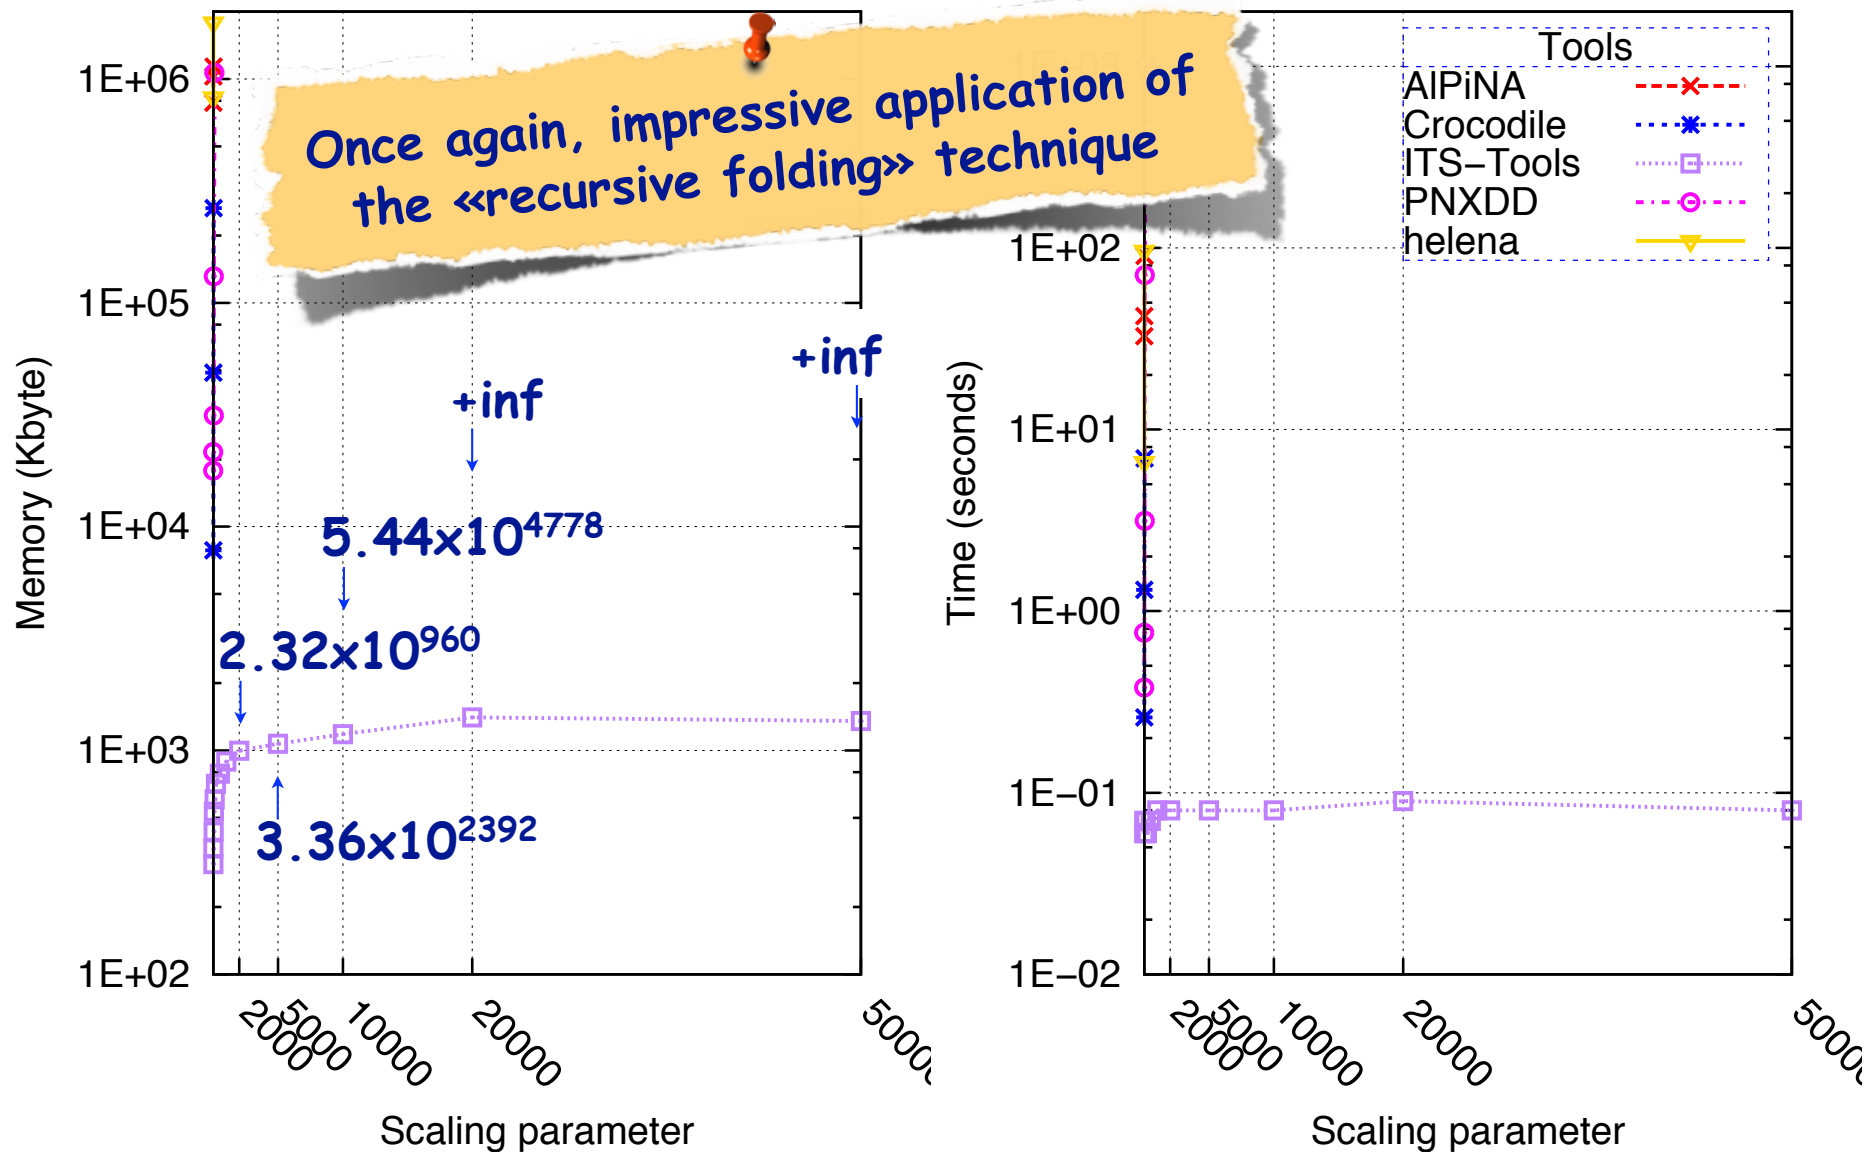 Once again, impressive application of
the «recursive folding» technique
Memory (Kbyte)
1E+06
1E+05
1E+04
1E+03
1E+02
+inf
+inf
5.44x10^4778
2.32x10^960
3.36x10^2392
2000
5000
10000
20000
Scaling parameter
Time (seconds)
1E+02
1E+01
1E+00
1E−01
1E−02
2000
5000
10000
20000
50000
Scaling parameter
Tools
AlPiNA
Crocodile
ITS−Tools
PNXDD
helena